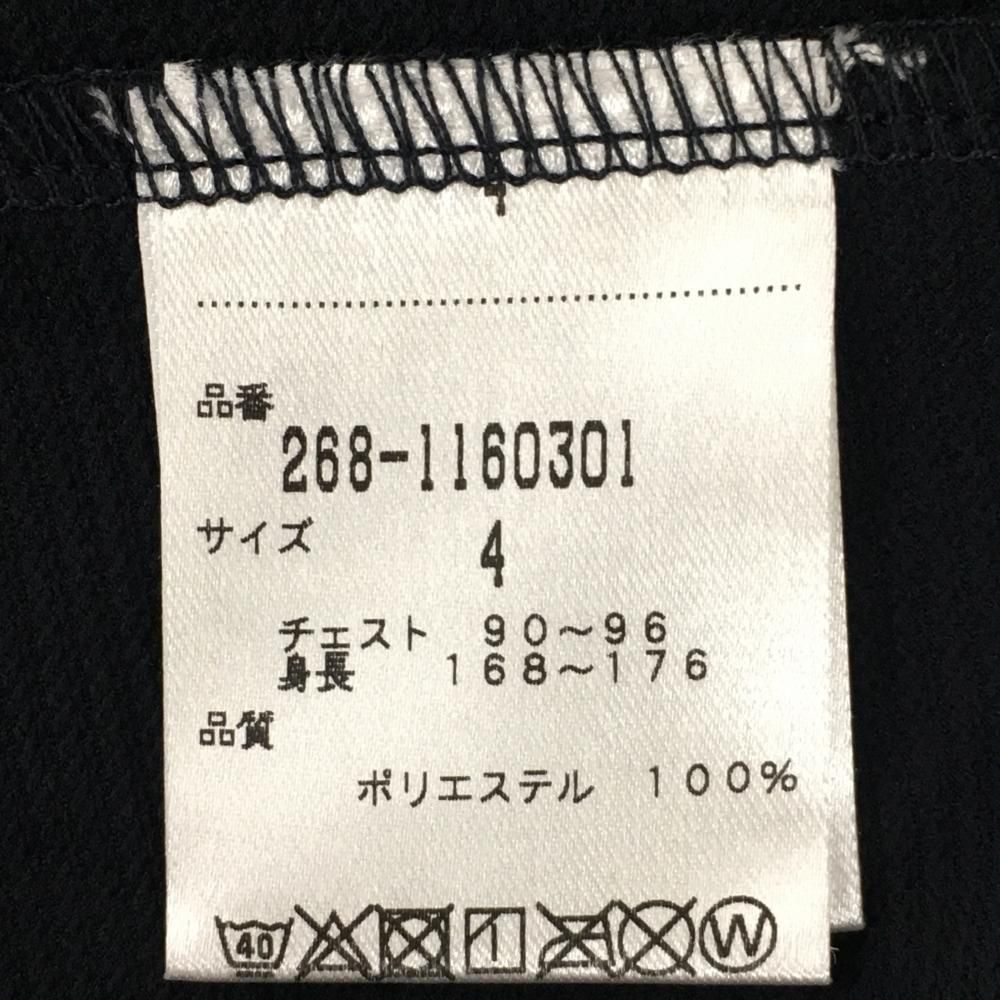 品番
268-1160301
サイズ 4
チェスト 90～96
身長 168～176
品質
ポリエステル 100%
40 W